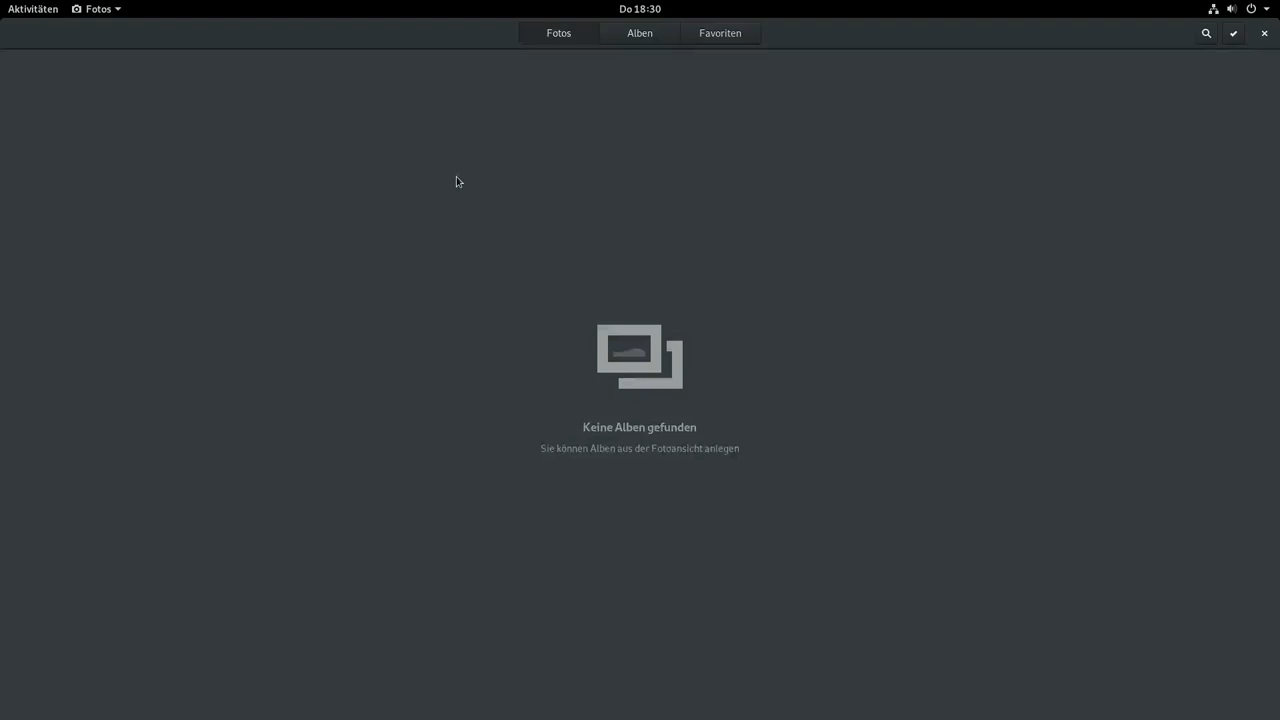 Aktivitäten Fotos Do 18:30
Fotos Alben Favoriten
Keine Alben gefunden
Sie können Alben aus der Fotoansicht anlegen